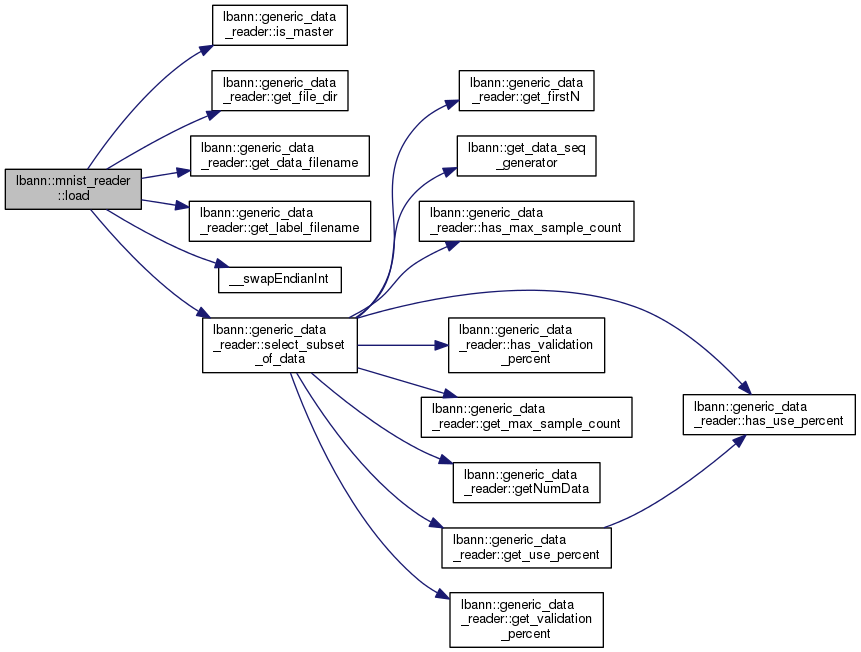 lbann::generic_data
_reader::is_master
lbann::generic_data
_reader::get_file_dir
lbann::generic_data
_reader::get_data_filename
lbann::mnist_reader
::load
lbann::generic_data
_reader::get_label_filename
__swapEndianInt
lbann::generic_data
_reader::select_subset
_of_data
lbann::generic_data
_reader::get_firstN
lbann::get_data_seq
_generator
lbann::generic_data
_reader::has_max_sample_count
lbann::generic_data
_reader::has_validation
_percent
lbann::generic_data
_reader::get_max_sample_count
lbann::generic_data
_reader::getNumData
lbann::generic_data
_reader::get_use_percent
lbann::generic_data
_reader::get_validation
_percent
lbann::generic_data
_reader::has_use_percent